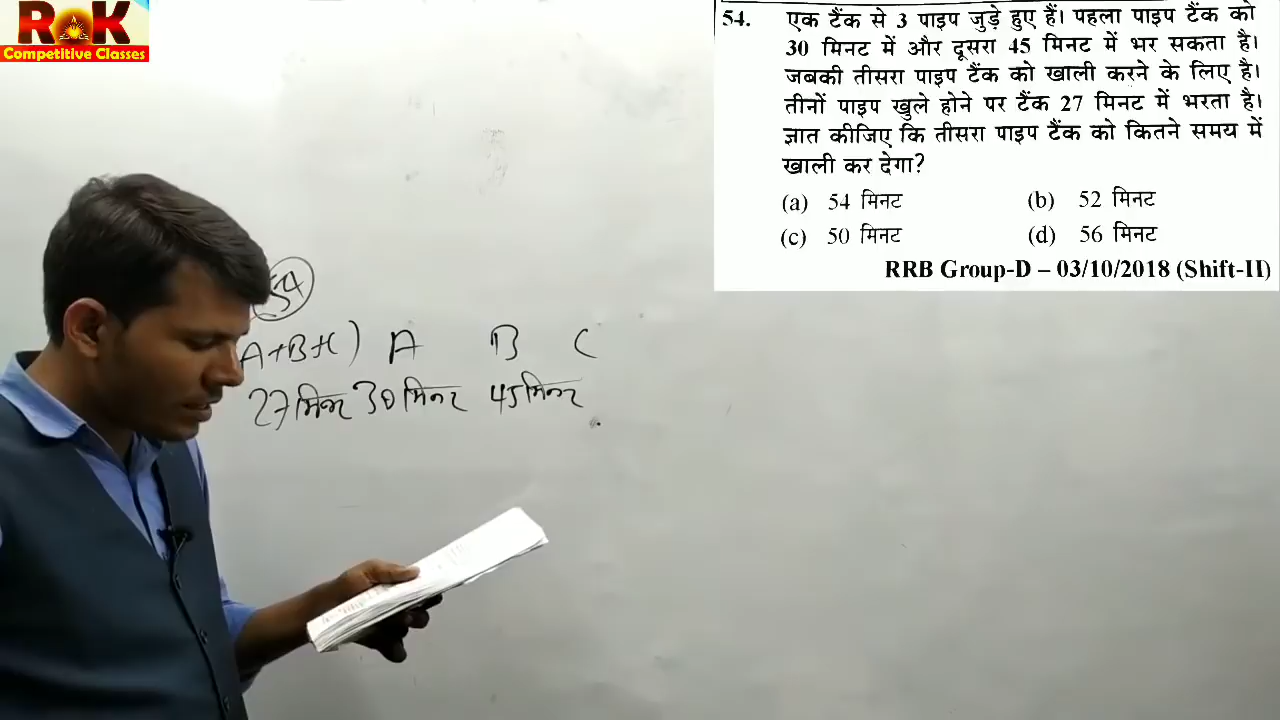 ROK
Competitive Classes
54. एक टैंक से 3 पाइप जुड़े हुए हैं। पहला पाइप टैंक को
30 मिनट में और दूसरा 45 मिनट में भर सकता है।
जबकी तीसरा पाइप टैंक को खाली करने के लिए है।
तीनों पाइप खुले होने पर टैंक 27 मिनट में भरता है।
ज्ञात कीजिए कि तीसरा पाइप टैंक को कितने समय में
खाली कर देगा?
(a) 54 मिनट (b) 52 मिनट
(c) 50 मिनट (d) 56 मिनट
RRB Group-D – 03/10/2018 (Shift-II)
54
A+B+C) A B C
27 मिनट 30 मिनट 45 मिनट